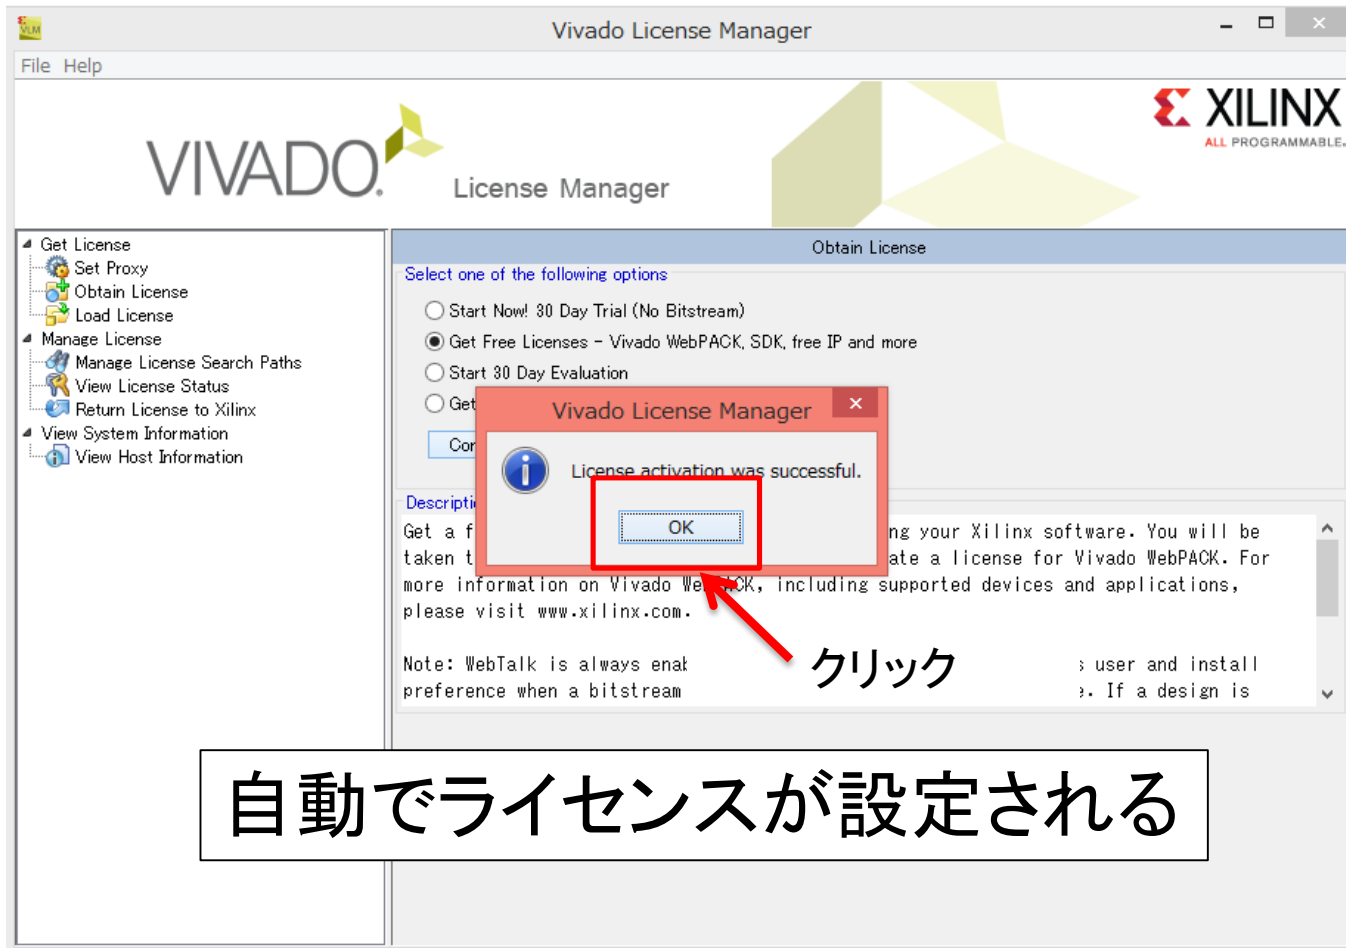 VLM
Vivado License Manager
File Help
XILINX
ALL PROGRAMMABLE.
VIVADO.
License Manager
Get License
Set Proxy
Obtain License
Load License
Manage License
Manage License Search Paths
View License Status
Return License to Xilinx
View System Information
View Host Information
Obtain License
Select one of the following options
Start Now! 30 Day Trial (No Bitstream)
Get Free Licenses - Vivado WebPACK, SDK, free IP and more
Start 30 Day Evaluation
Get
Vivado License Manager
License activation was successful.
OK
Get a f ng your Xilinx software. You will be
taken t ate a license for Vivado WebPACK. For
more information on Vivado WebPACK, including supported devices and applications,
please visit www.xilinx.com.
Note: WebTalk is always user and install
preference when a bitstream . If a design is
クリック
自動でライセンスが設定される